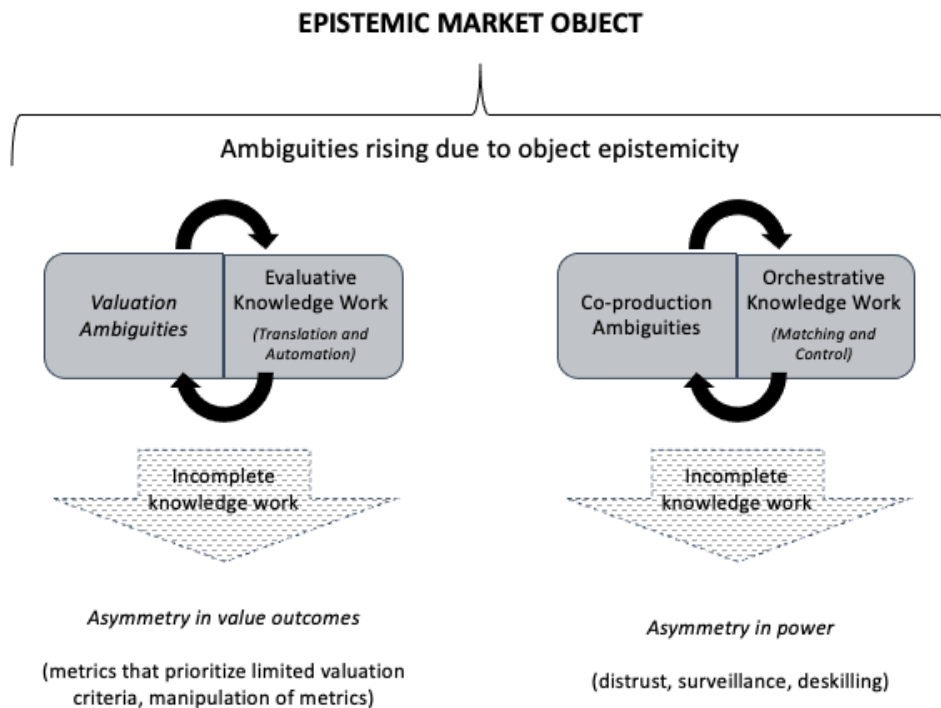 EPISTEMIC MARKET OBJECT
Ambiguities rising due to object epistemicity
Valuation
Ambiguities
Evaluative
Knowledge Work
(Translation and
Automation)
Co-production
Ambiguities
Orchestrative
Knowledge Work
(Matching and
Control)
Incomplete
knowledge work
Incomplete
knowledge work
Asymmetry in value outcomes
(metrics that prioritize limited valuation
criteria, manipulation of metrics)
Asymmetry in power
(distrust, surveillance, deskilling)